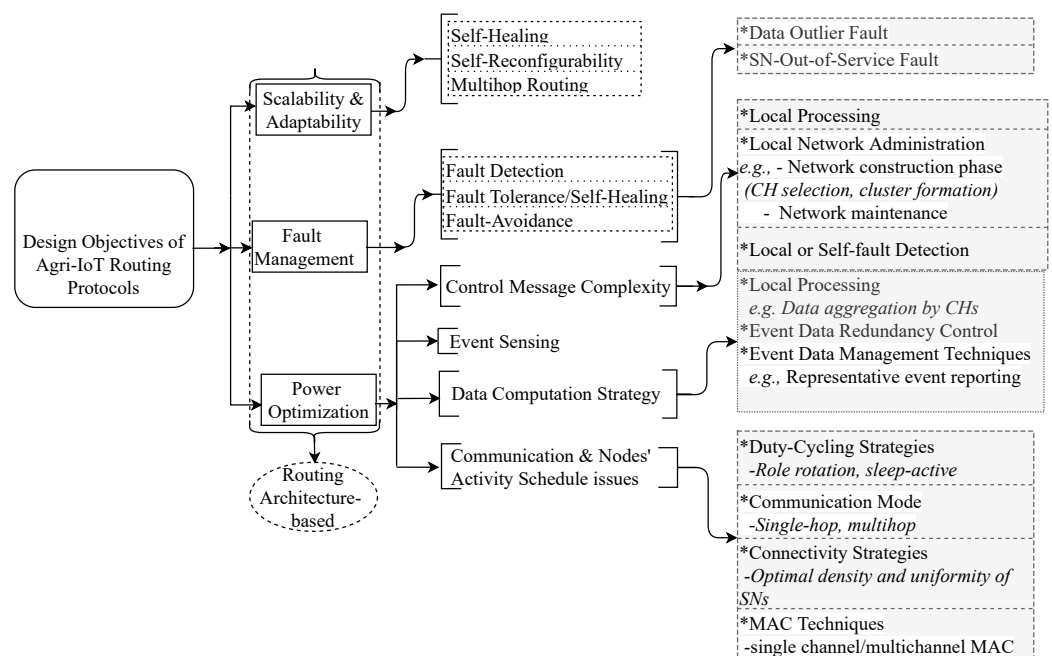 Design Objectives of
Agri-IoT Routing
Protocols
Scalability &
Adaptability
Fault
Management
Power
Optimization
Routing
Architecture-
based
Self-Healing
Self-Reconfigurability
Multihop Routing
Fault Detection
Fault Tolerance/Self-Healing
Fault-Avoidance
Control Message Complexity
Event Sensing
Data Computation Strategy
Communication & Nodes'
Activity Schedule issues
*Data Outlier Fault
*SN-Out-of-Service Fault
*Local Processing
*Local Network Administration
e.g., - Network construction phase
(CH selection, cluster formation)
- Network maintenance
*Local or Self-fault Detection
*Local Processing
e.g. Data aggregation by CHs
*Event Data Redundancy Control
*Event Data Management Techniques
e.g., Representative event reporting
*Duty-Cycling Strategies
-Role rotation, sleep-active
*Communication Mode
-Single-hop, multihop
*Connectivity Strategies
-Optimal density and uniformity of
SNs
*MAC Techniques
-single channel/multichannel MAC